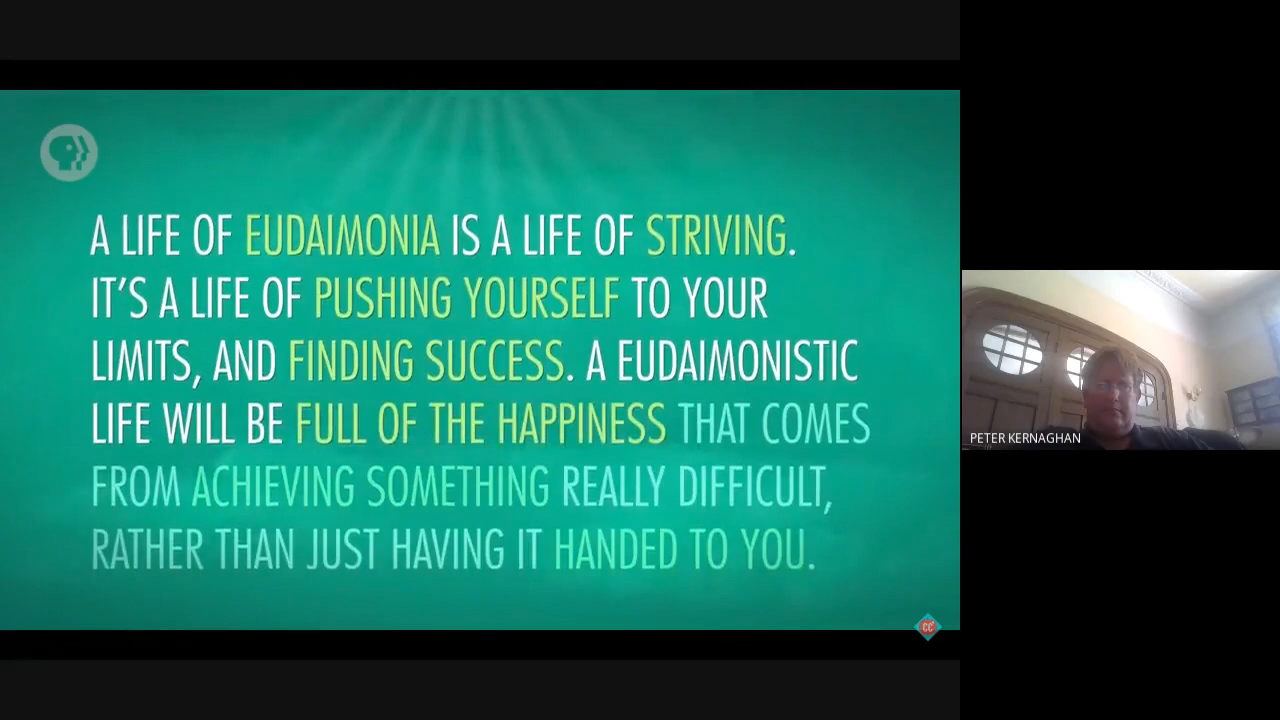 A LIFE OF EUDAIMONIA IS A LIFE OF STRIVING.
IT'S A LIFE OF PUSHING YOURSELF TO YOUR
LIMITS, AND FINDING SUCCESS. A EUDAIMONISTIC
LIFE WILL BE FULL OF THE HAPPINESS THAT COMES
FROM ACHIEVING SOMETHING REALLY DIFFICULT,
RATHER THAN JUST HAVING IT HANDED TO YOU.
CC
PETER KERNAGHAN